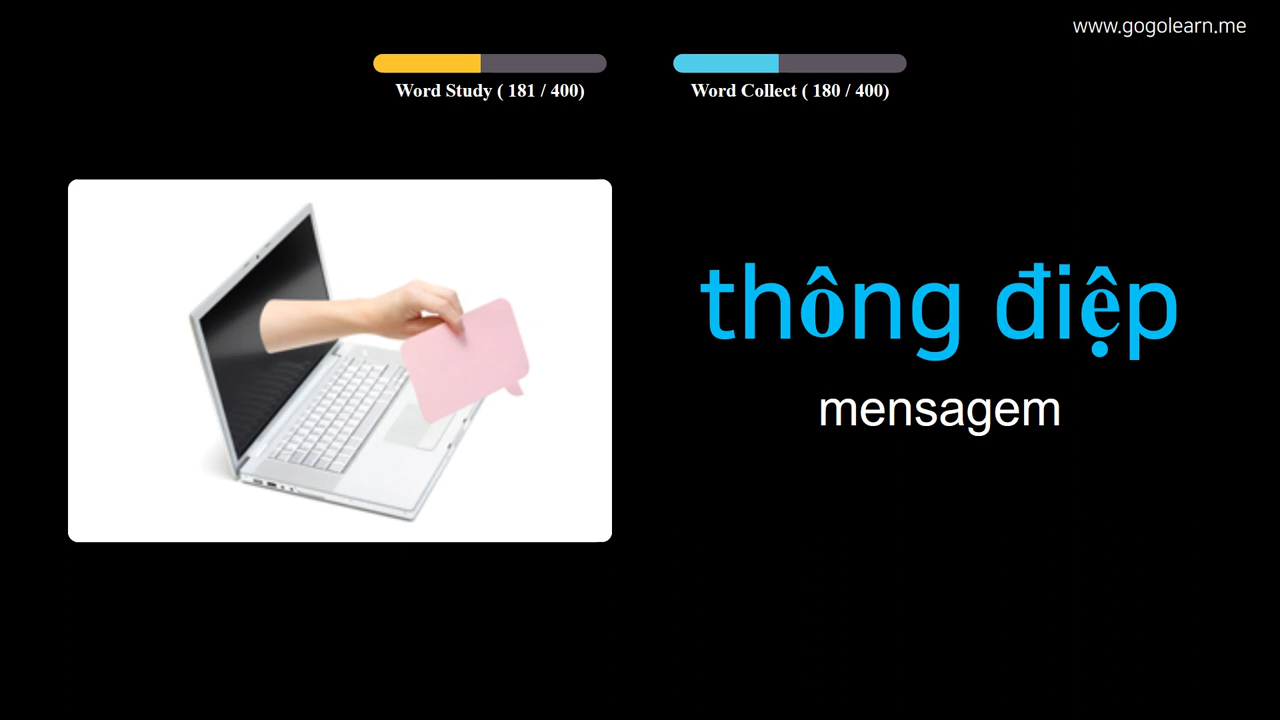 www.gogolearn.me
Word Study ( 181 / 400)
Word Collect ( 180 / 400)
thông điệp
mensagem